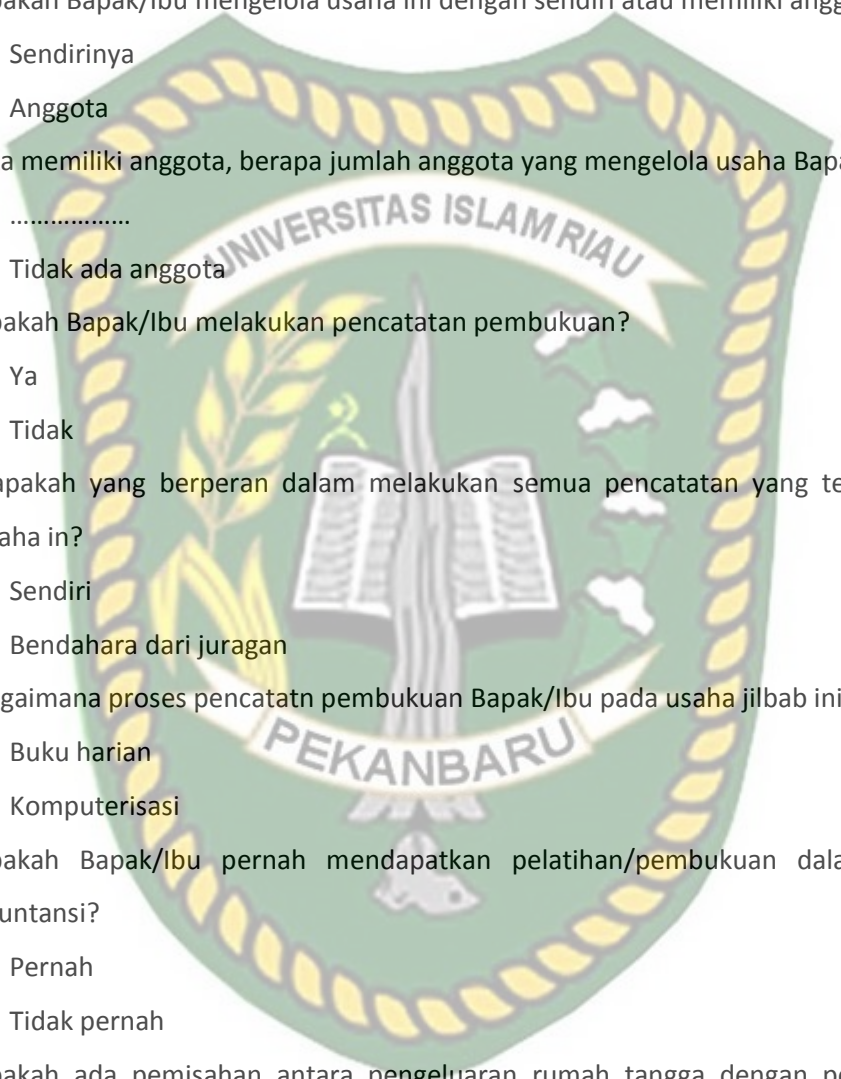 pakah Bapak/Ibu mengelola usaha ini dengan sendiri atau memiliki angg
Sendirinya
Anggota
a memiliki anggota, berapa jumlah anggota yang mengelola usaha Bapa
..................
Tidak ada anggota
UNIVERSITAS ISLAM RIAU
pakah Bapak/Ibu melakukan pencatatan pembukuan?
Ya
Tidak
apakah yang berperan dalam melakukan semua pencatatan yang te
aha in?
Sendiri
Bendahara dari juragan
gaimana proses pencatatn pembukuan Bapak/Ibu pada usaha jilbab ini
Buku harian
PEKANBARU
Komputerisasi
pakah Bapak/Ibu pernah mendapatkan pelatihan/pembukuan dala
untansi?
Pernah
Tidak pernah
pakah ada pemisahan antara pengeluaran rumah tangga dengan pe